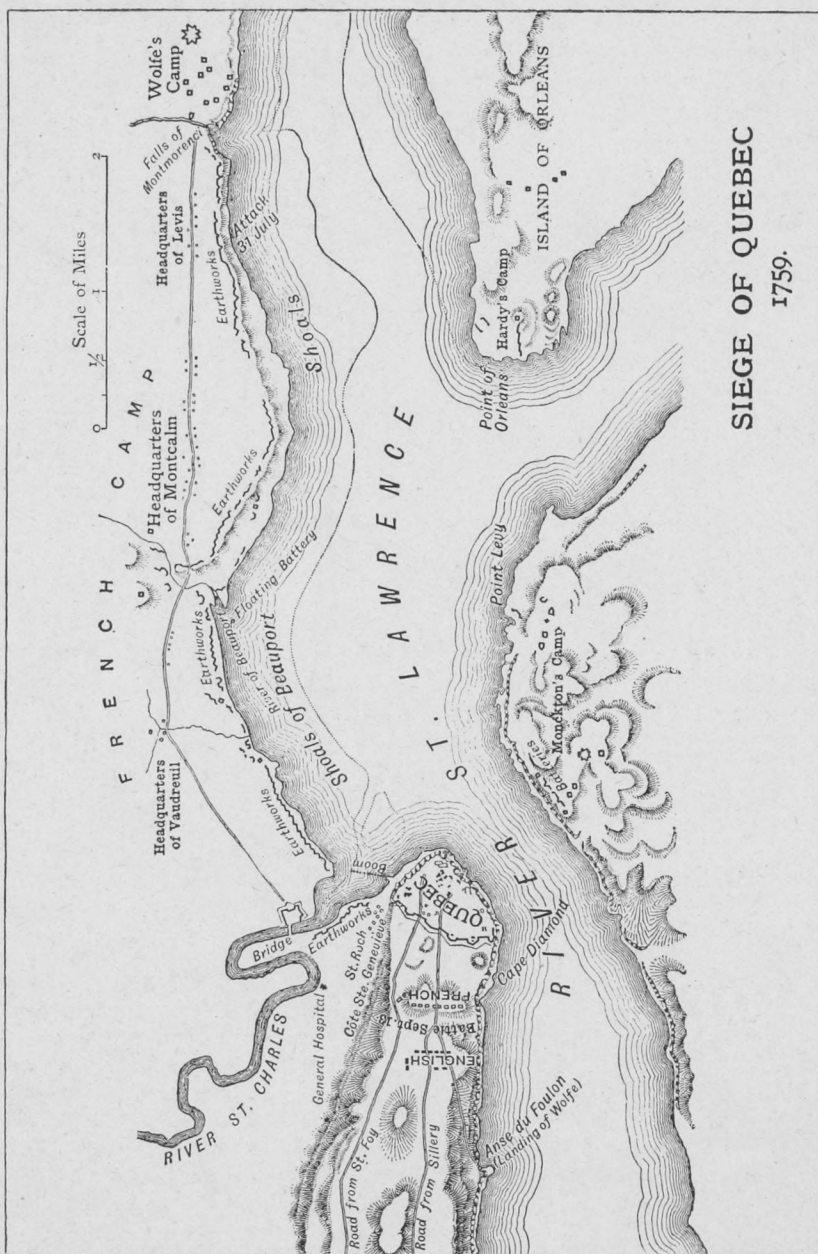 Wolfe's
Camp
Falls of
Montmorenci
Scale of Miles
0
1/2
1
2
Headquarters
of Levis
Attack
31 July
Earthworks
FRENCH CAMP
Headquarters
of Montcalm
Earthworks
Shoals
Headquarters
of Vaudreuil
Earthworks
River of Beauport
Floating Battery
Shoals of Beauport
Earthworks
RIVER ST. LAWRENCE
ISLAND OF ORLEANS
Hardy's Camp
Point of
Orleans
Point Levy
Monckton's Camp
Batteries
Boom
Bridge
Earthworks
RIVER ST. CHARLES
St. Roch
Côte Ste. Geneviève
General Hospital
QUEBEC
Cape Diamond
FRENCH
Battle Sept. 13
ENGLISH
Road from St. Foy
Road from Sillery
Anse du Foulon
(Landing of Wolfe)
SIEGE OF QUEBEC
1759.